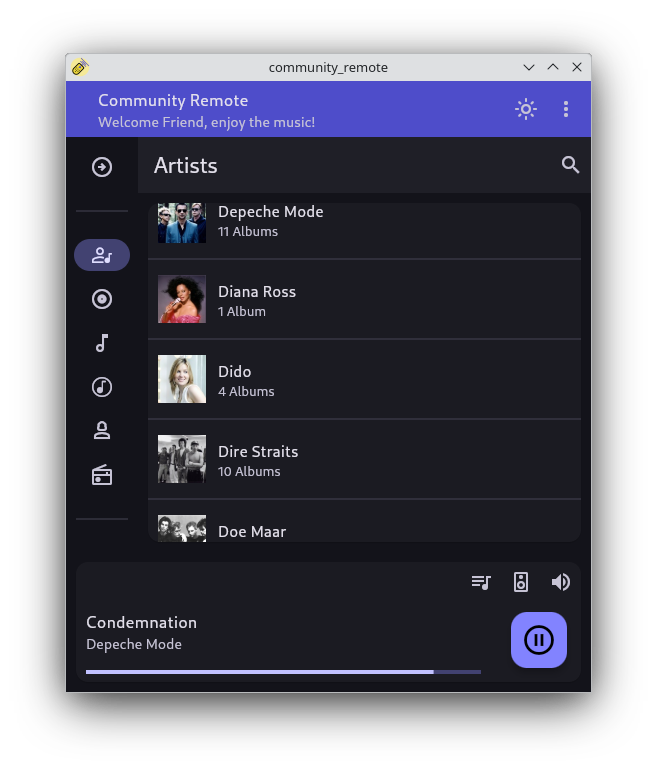 community_remote
Community Remote
Welcome Friend, enjoy the music!
Artists
Depeche Mode
11 Albums
Diana Ross
1 Album
Dido
4 Albums
Dire Straits
10 Albums
Doe Maar
Condemnation
Depeche Mode